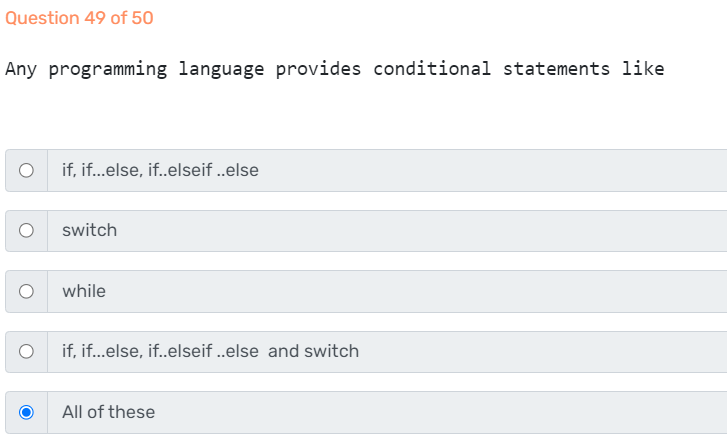 Question 49 of 50
Any programming language provides conditional statements like
if, if...else, if..elseif ..else
switch
while
if, if...else, if..elseif ..else and switch
All of these